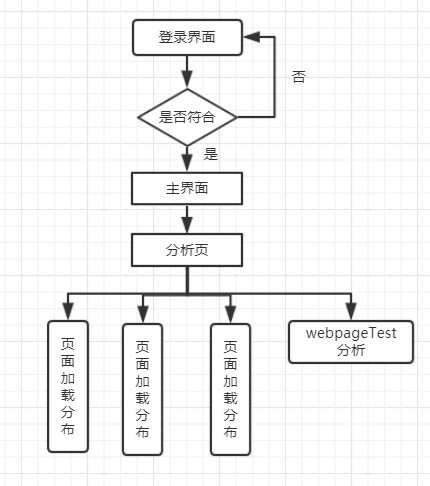 登录界面
否
是否符合
是
主界面
分析页
页面加载分布
页面加载分布
页面加载分布
webpageTest
分析